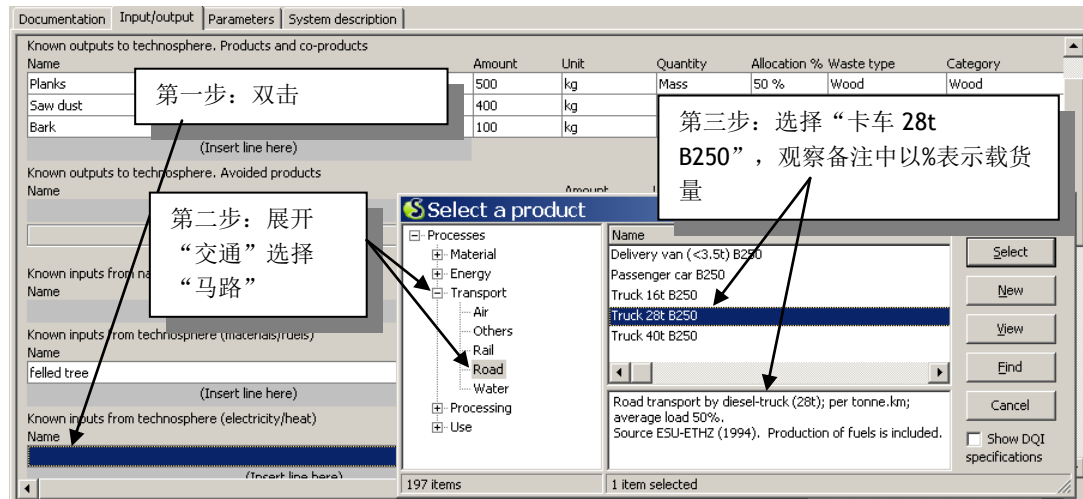 Documentation Input/output Parameters System description
Known outputs to technosphere. Products and co-products
Name Amount Unit Quantity Allocation % Waste type Category
Planks 500 kg Mass 50 % Wood Wood
Saw dust 400 kg
Bark 100 kg
(Insert line here)
第一步：双击
第三步：选择“卡车 28t
B250”，观察备注中以%表示载货
量
Known outputs to technosphere. Avoided products
Name
第二步：展开
“交通”选择
“马路”
Known inputs from
Name
Known inputs from technosphere (materials/fuels)
Name
felled tree
(Insert line here)
Known inputs from technosphere (electricity/heat)
Name
(Insert line here)
Select a product
Processes
Material
Energy
Transport
Air
Others
Rail
Road
Water
Processing
Use
Name
Delivery van (<3.5t) B250
Passenger car B250
Truck 16t B250
Truck 28t B250
Truck 40t B250
Road transport by diesel-truck (28t); per tonne.km;
average load 50%.
Source ESU-ETHZ (1994). Production of fuels is included.
Select
New
View
Find
Cancel
Show DQI
specifications
197 items 1 item selected